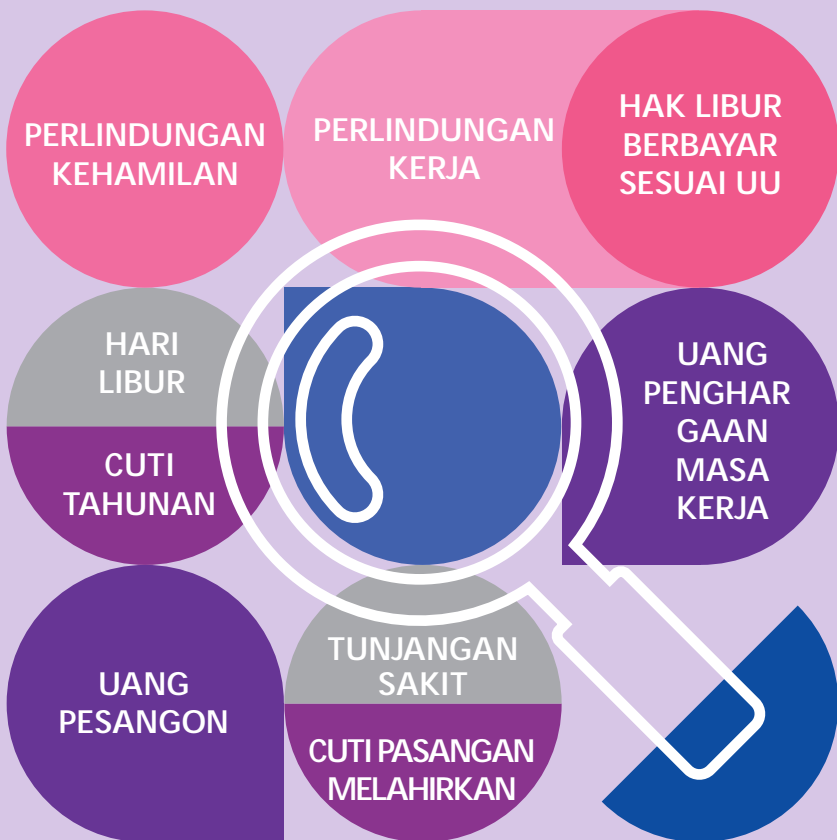 PERLINDUNGAN
KEHAMILAN
PERLINDUNGAN
KERJA
HAK LIBUR
BERBAYAR
SESUAI UU
HARI
LIBUR
CUTI
TAHUNAN
UANG
PENGHAR
GAAN
MASA
KERJA
UANG
PESANGON
TUNJANGAN
SAKIT
CUTI PASANGAN
MELAHIRKAN